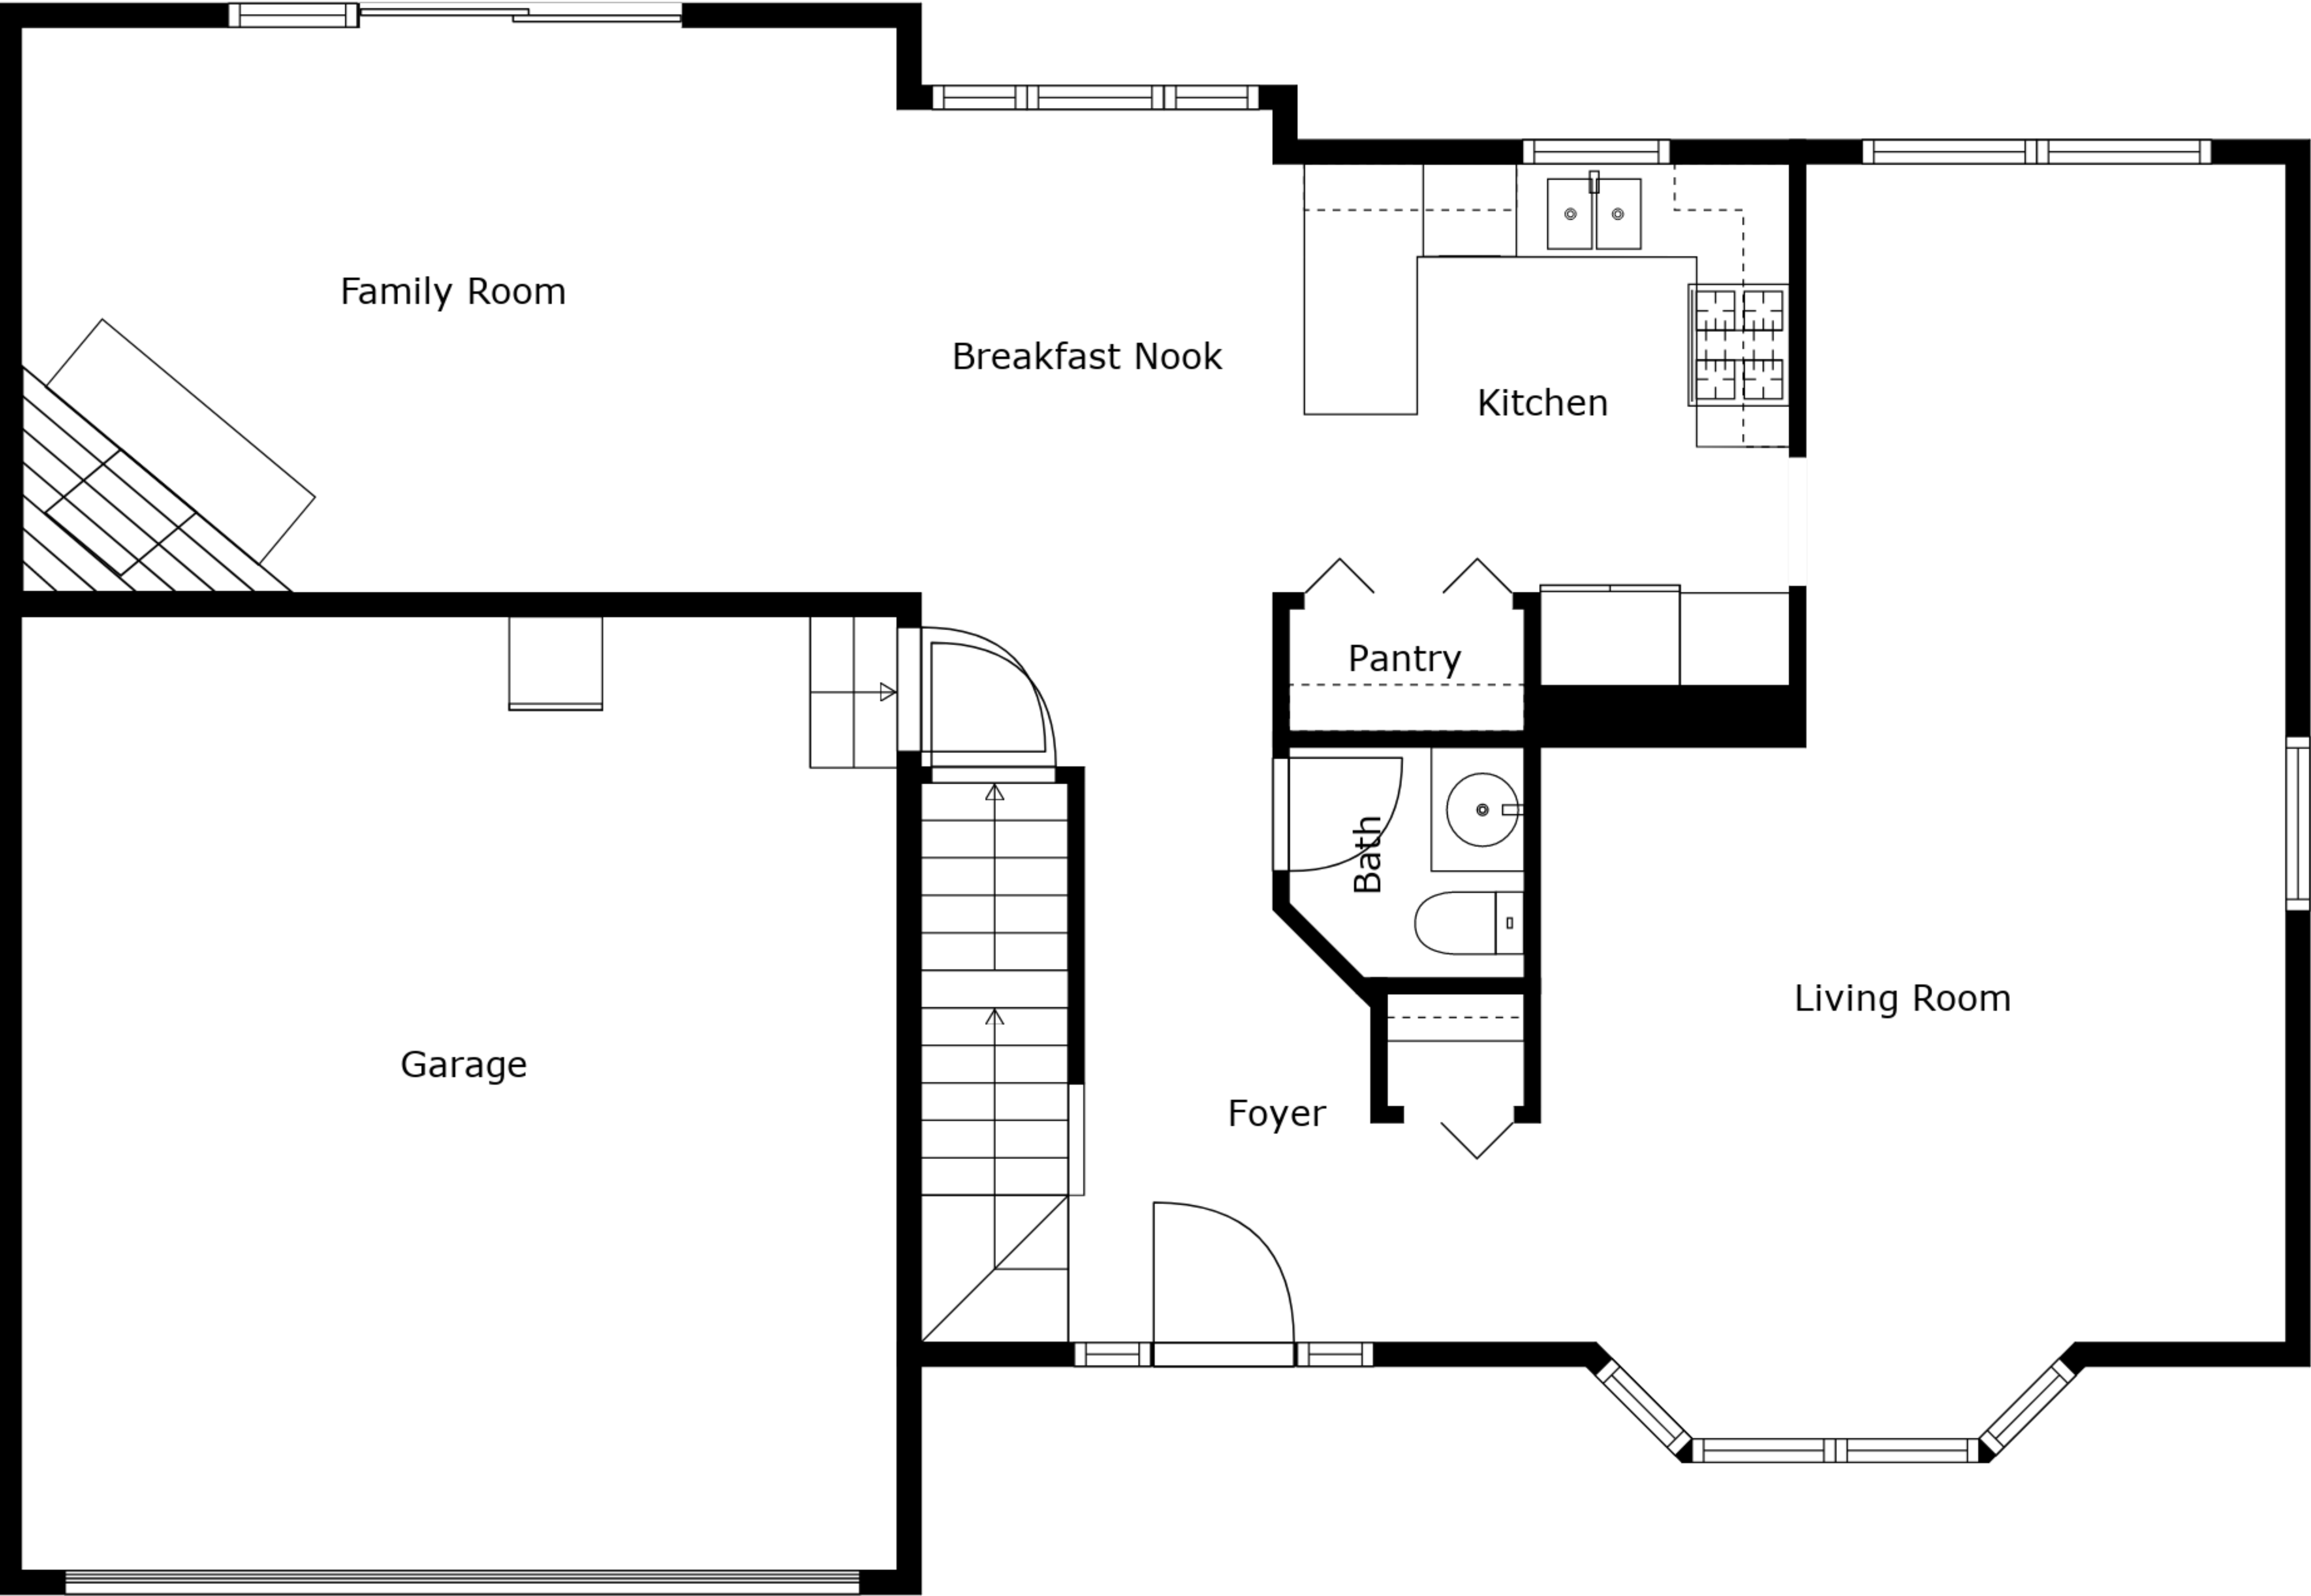 Family Room
Breakfast Nook
Kitchen
Pantry
Bath
Living Room
Garage
Foyer